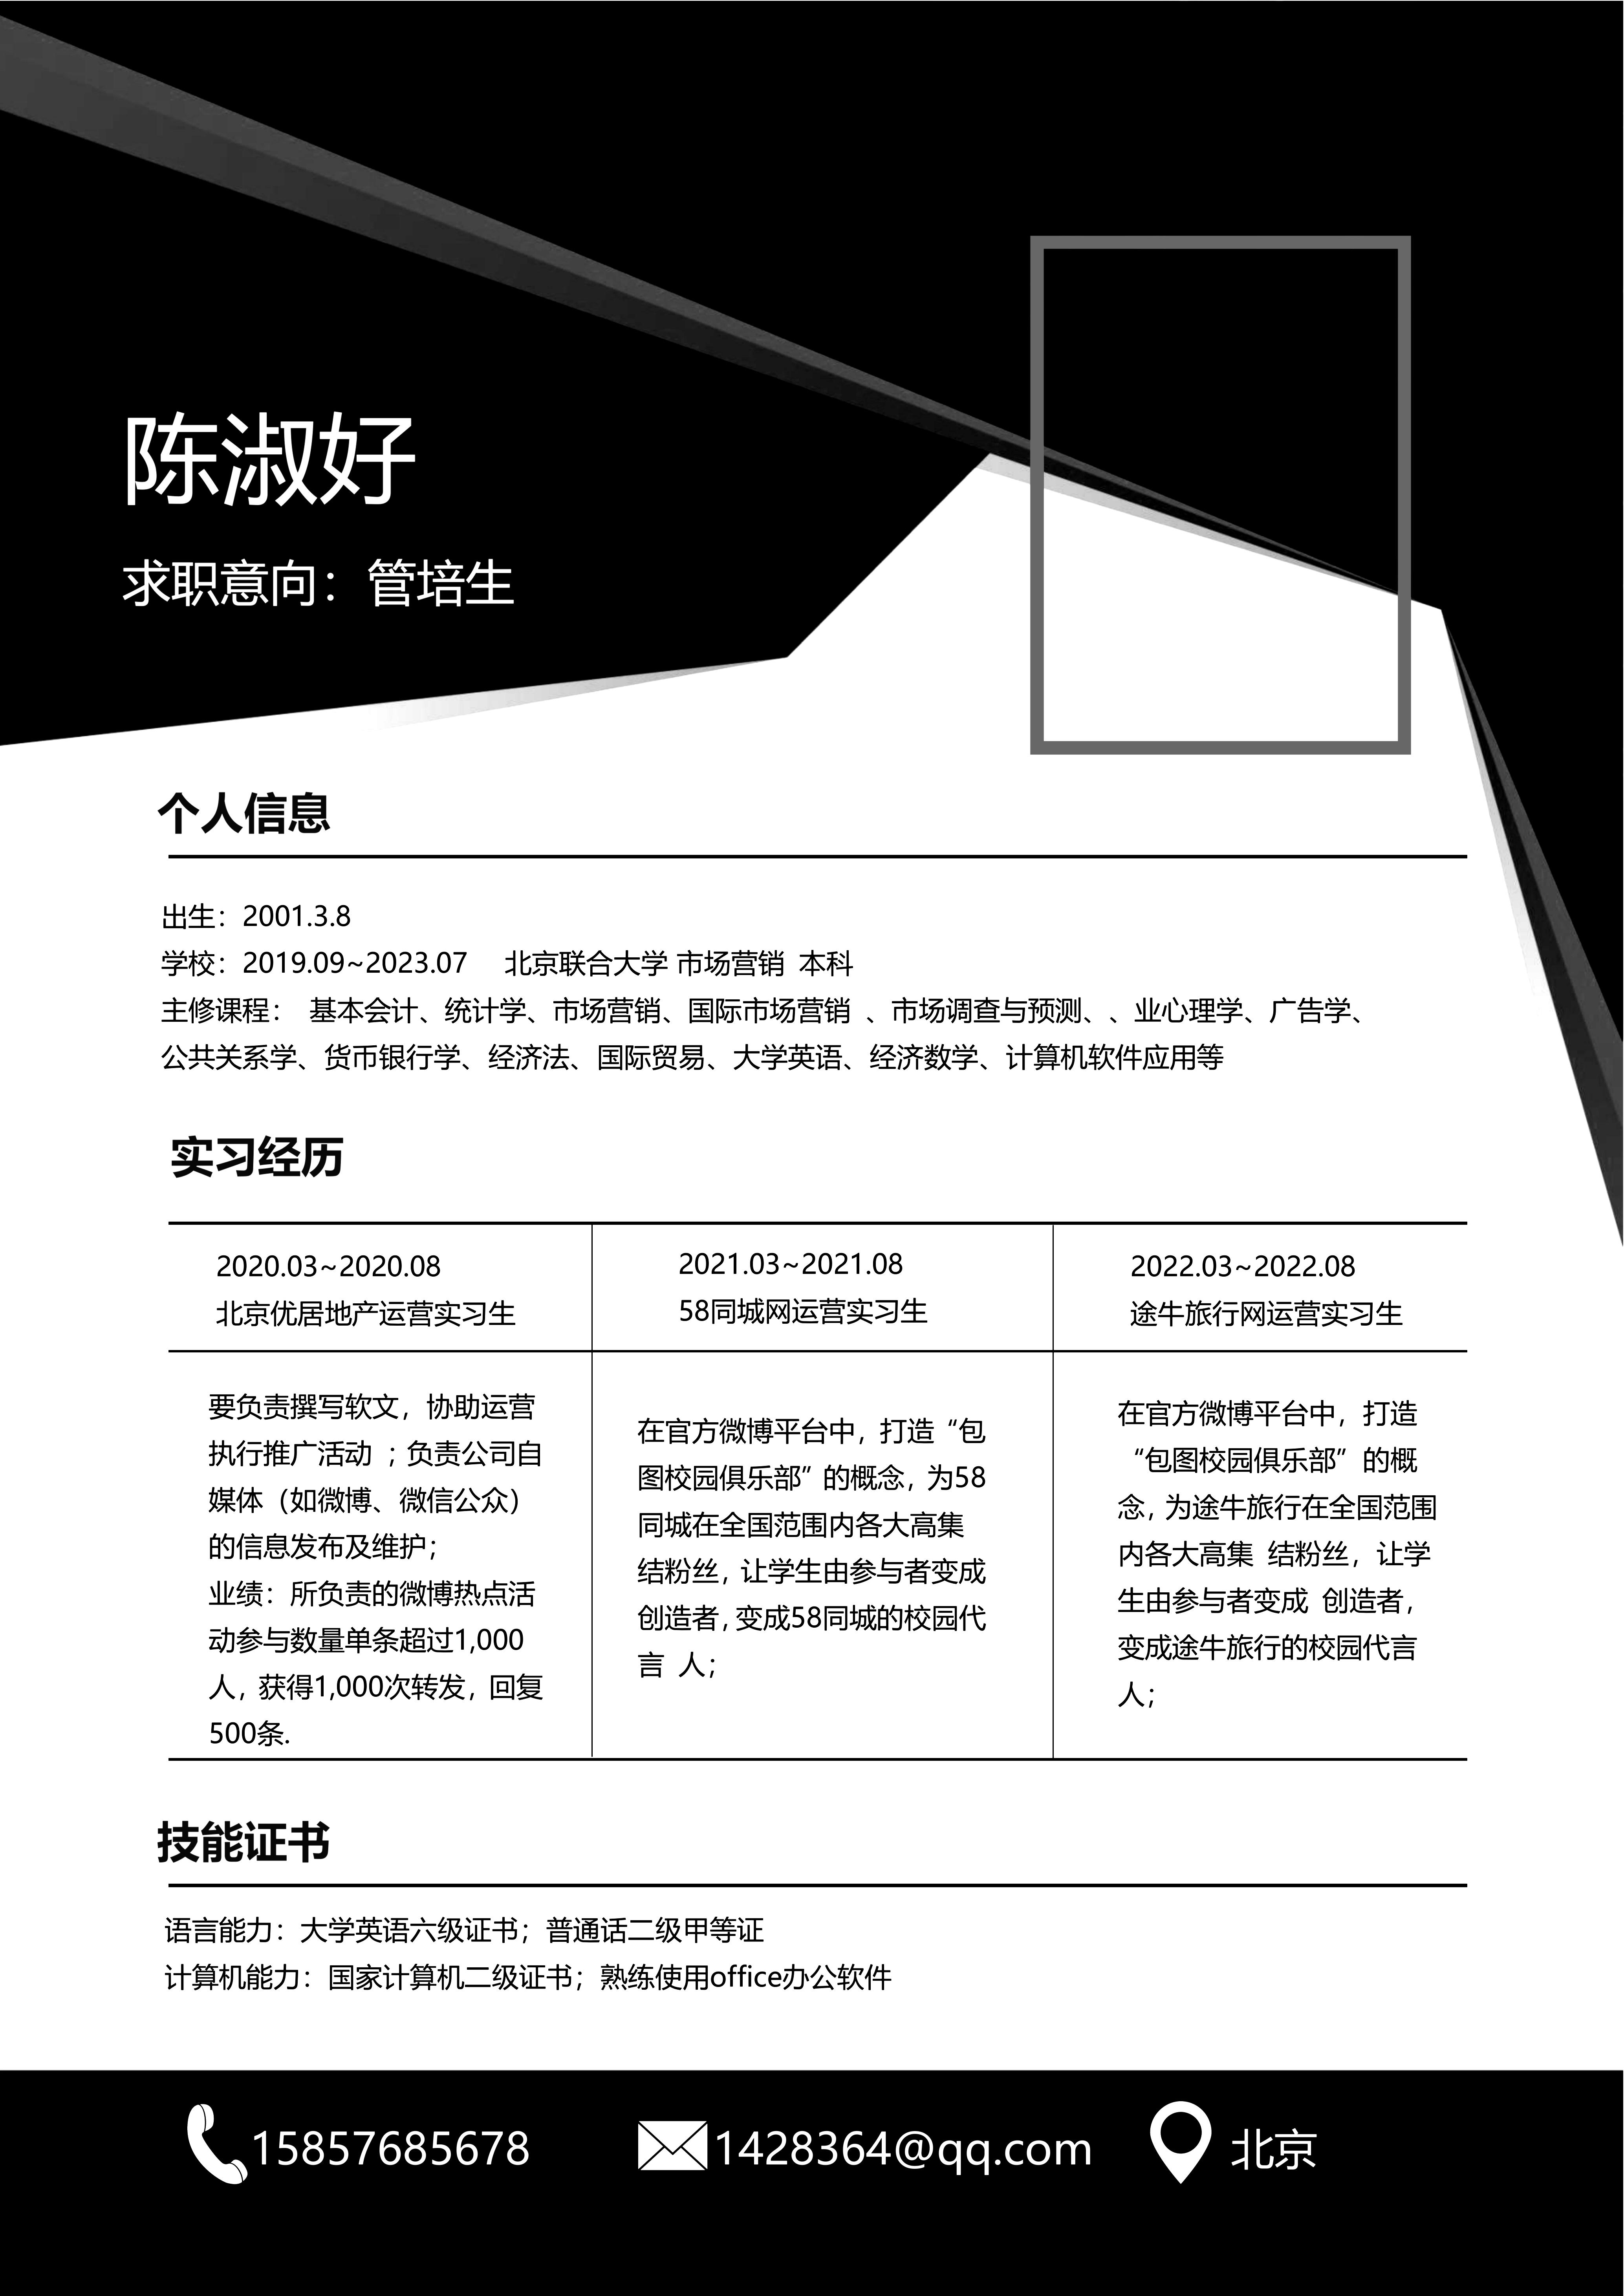 陈淑好
求职意向：管培生
个人信息
出生：2001.3.8
学校：2019.09~2023.07 北京联合大学 市场营销 本科
主修课程： 基本会计、统计学、市场营销、国际市场营销 、市场调查与预测、、业心理学、广告学、
公共关系学、货币银行学、经济法、国际贸易、大学英语、经济数学、计算机软件应用等
实习经历
2020.03~2020.08
北京优居地产运营实习生
要负责撰写软文，协助运营
执行推广活动 ；负责公司自
媒体（如微博、微信公众）
的信息发布及维护；
业绩：所负责的微博热点活
动参与数量单条超过1,000
人，获得1,000次转发，回复
500条.
2021.03~2021.08
58同城网运营实习生
在官方微博平台中，打造“包
图校园俱乐部”的概念，为58
同城在全国范围内各大高集
结粉丝，让学生由参与者变成
创造者，变成58同城的校园代
言 人；
2022.03~2022.08
途牛旅行网运营实习生
在官方微博平台中，打造
“包图校园俱乐部”的概
念，为途牛旅行在全国范围
内各大高集 结粉丝，让学
生由参与者变成 创造者，
变成途牛旅行的校园代言
人；
技能证书
语言能力：大学英语六级证书；普通话二级甲等证
计算机能力：国家计算机二级证书；熟练使用office办公软件
15857685678
1428364@qq.com
北京